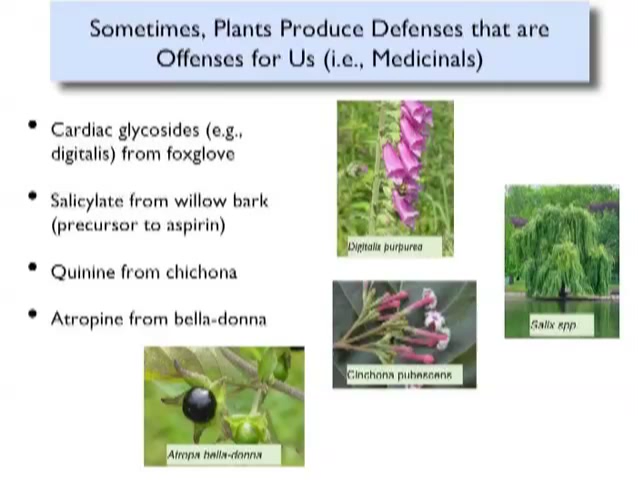 Sometimes, Plants Produce Defenses that are
Offenses for Us (i.e., Medicinals)
• Cardiac glycosides (e.g.,
digitalis) from foxglove
• Salicylate from willow bark
(precursor to aspirin)
• Quinine from chichona
• Atropine from bella-donna
Digitalis purpurea
Salix spp
Cinchona pubescens
Atropa bella-donna